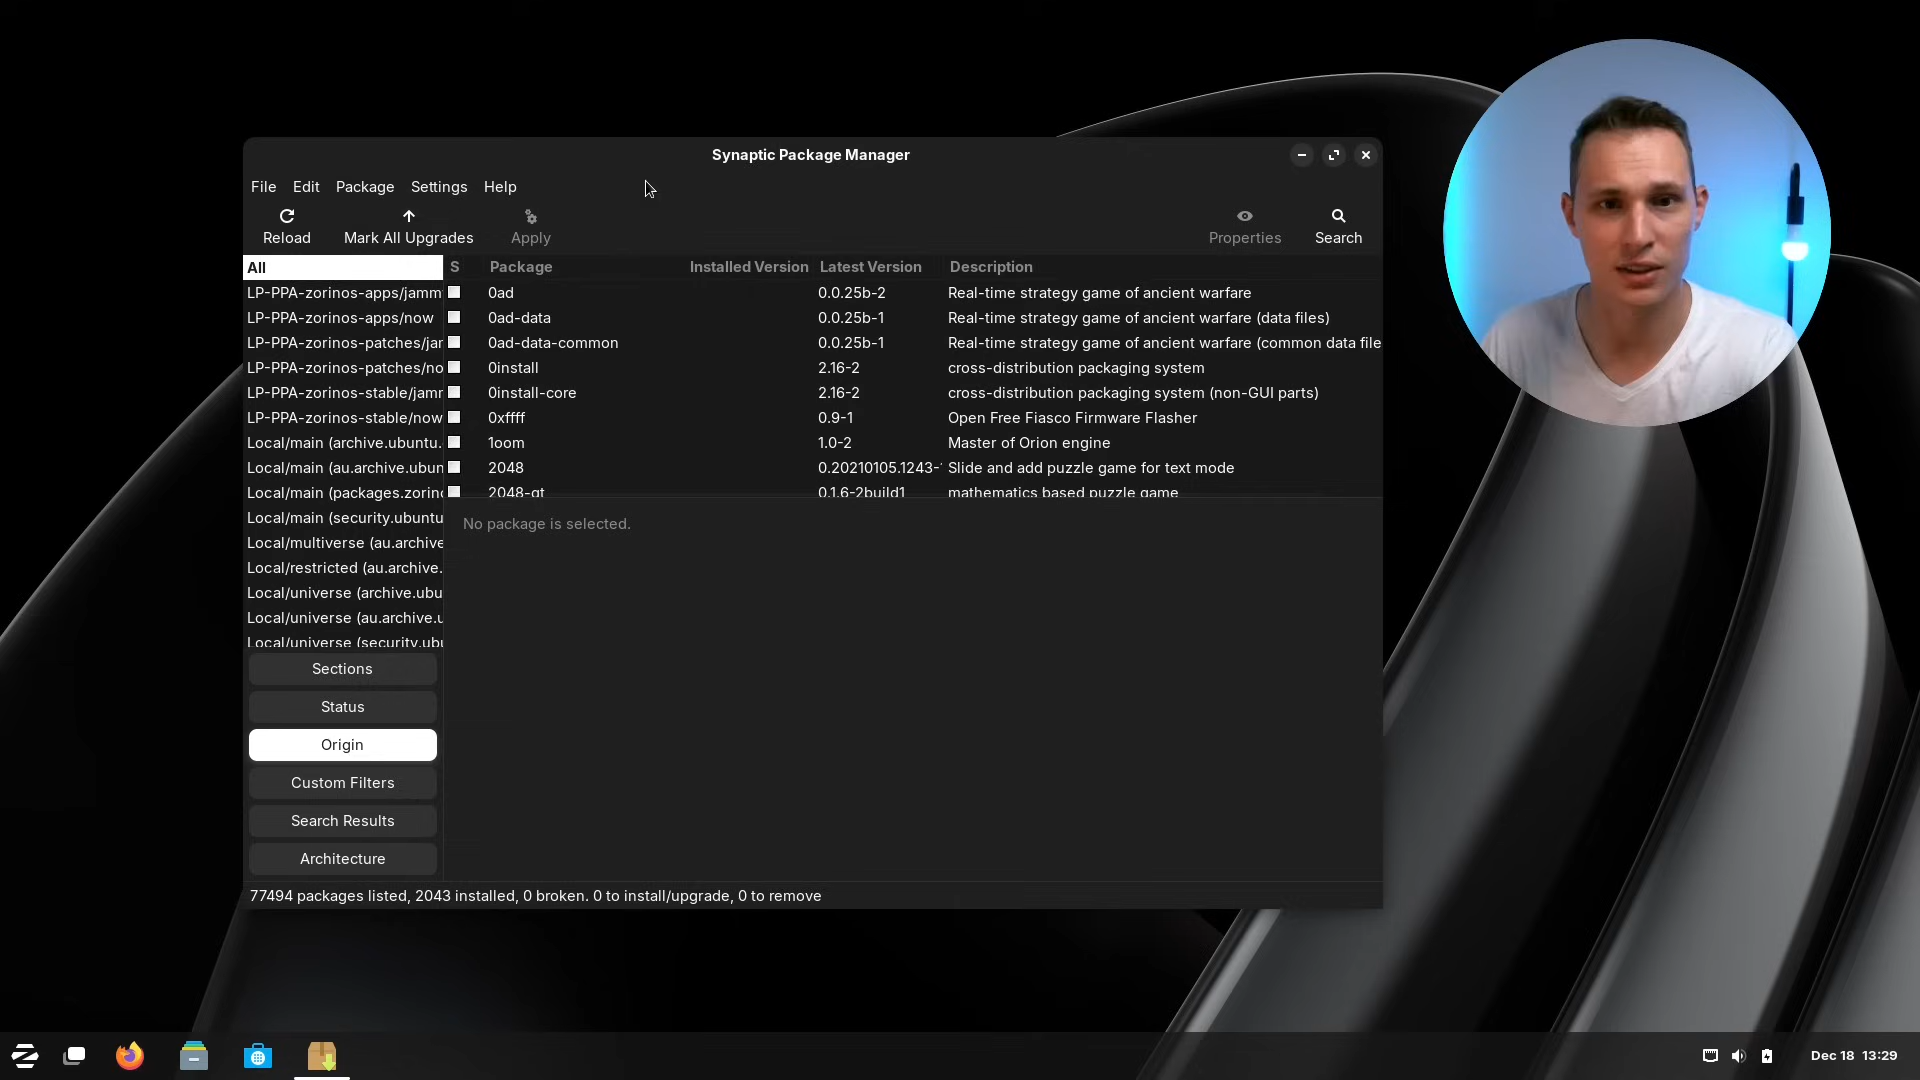 Synaptic Package Manager
File Edit Package Settings Help
Reload Mark All Upgrades Apply Properties Search
All S Package Installed Version Latest Version Description
LP-PPA-zorinos-apps/jamm 0ad 0.0.25b-2 Real-time strategy game of ancient warfare
LP-PPA-zorinos-apps/now 0ad-data 0.0.25b-1 Real-time strategy game of ancient warfare (data files)
LP-PPA-zorinos-patches/jar 0ad-data-common 0.0.25b-1 Real-time strategy game of ancient warfare (common data file
LP-PPA-zorinos-patches/no 0install 2.16-2 cross-distribution packaging system
LP-PPA-zorinos-stable/jamr 0install-core 2.16-2 cross-distribution packaging system (non-GUI parts)
LP-PPA-zorinos-stable/now 0xffff 0.9-1 Open Free Fiasco Firmware Flasher
Local/main (archive.ubuntu. 1oom 1.0-2 Master of Orion engine
Local/main (au.archive.ubun 2048 0.20210105.1243- Slide and add puzzle game for text mode
Local/main (packages.zorin 2048-qt 0.1.6-2build1 mathematics based puzzle game
Local/main (security.ubuntu
No package is selected.
Local/multiverse (au.archive
Local/restricted (au.archive.
Local/universe (archive.ubu
Local/universe (au.archive.u
Local/universe (security.ubu
Sections
Status
Origin
Custom Filters
Search Results
Architecture
77494 packages listed, 2043 installed, 0 broken. 0 to install/upgrade, 0 to remove
Dec 18 13:29